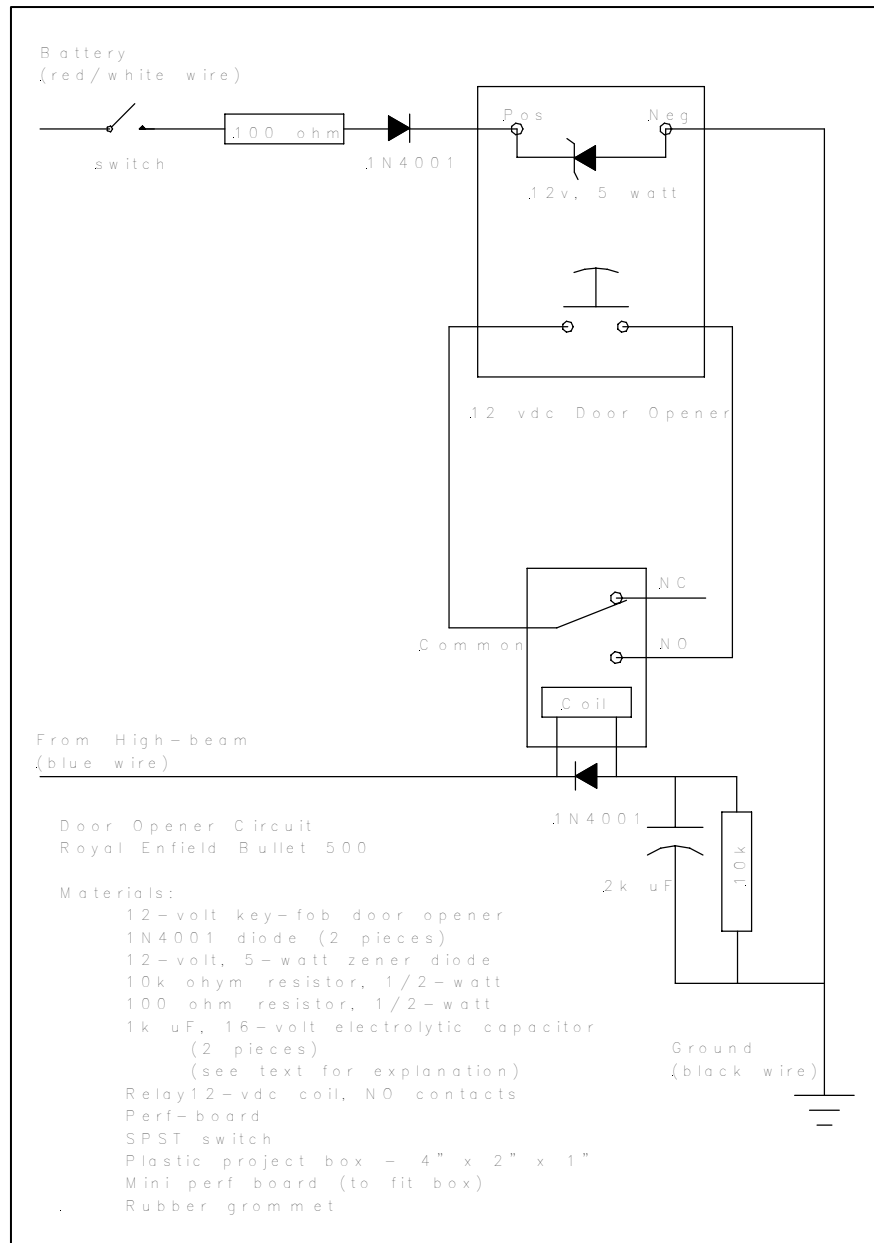 Battery
(red/white wire)
switch
100 ohm
1N4001
Pos
Neg
12v, 5 watt
12 vdc Door Opener
NC
Common
NO
Coil
From High-beam
(blue wire)
1N4001
2k uF
10k
Door Opener Circuit
Royal Enfield Bullet 500
Materials:
12-volt key-fob door opener
1N4001 diode (2 pieces)
12-volt, 5-watt zener diode
10k ohym resistor, 1/2-watt
100 ohm resistor, 1/2-watt
1k uF, 16-volt electrolytic capacitor
(2 pieces)
(see text for explanation)
Relay12-vdc coil, NO contacts
Perf-board
SPST switch
Plastic project box - 4" x 2" x 1"
Mini perf board (to fit box)
Rubber grommet
Ground
(black wire)